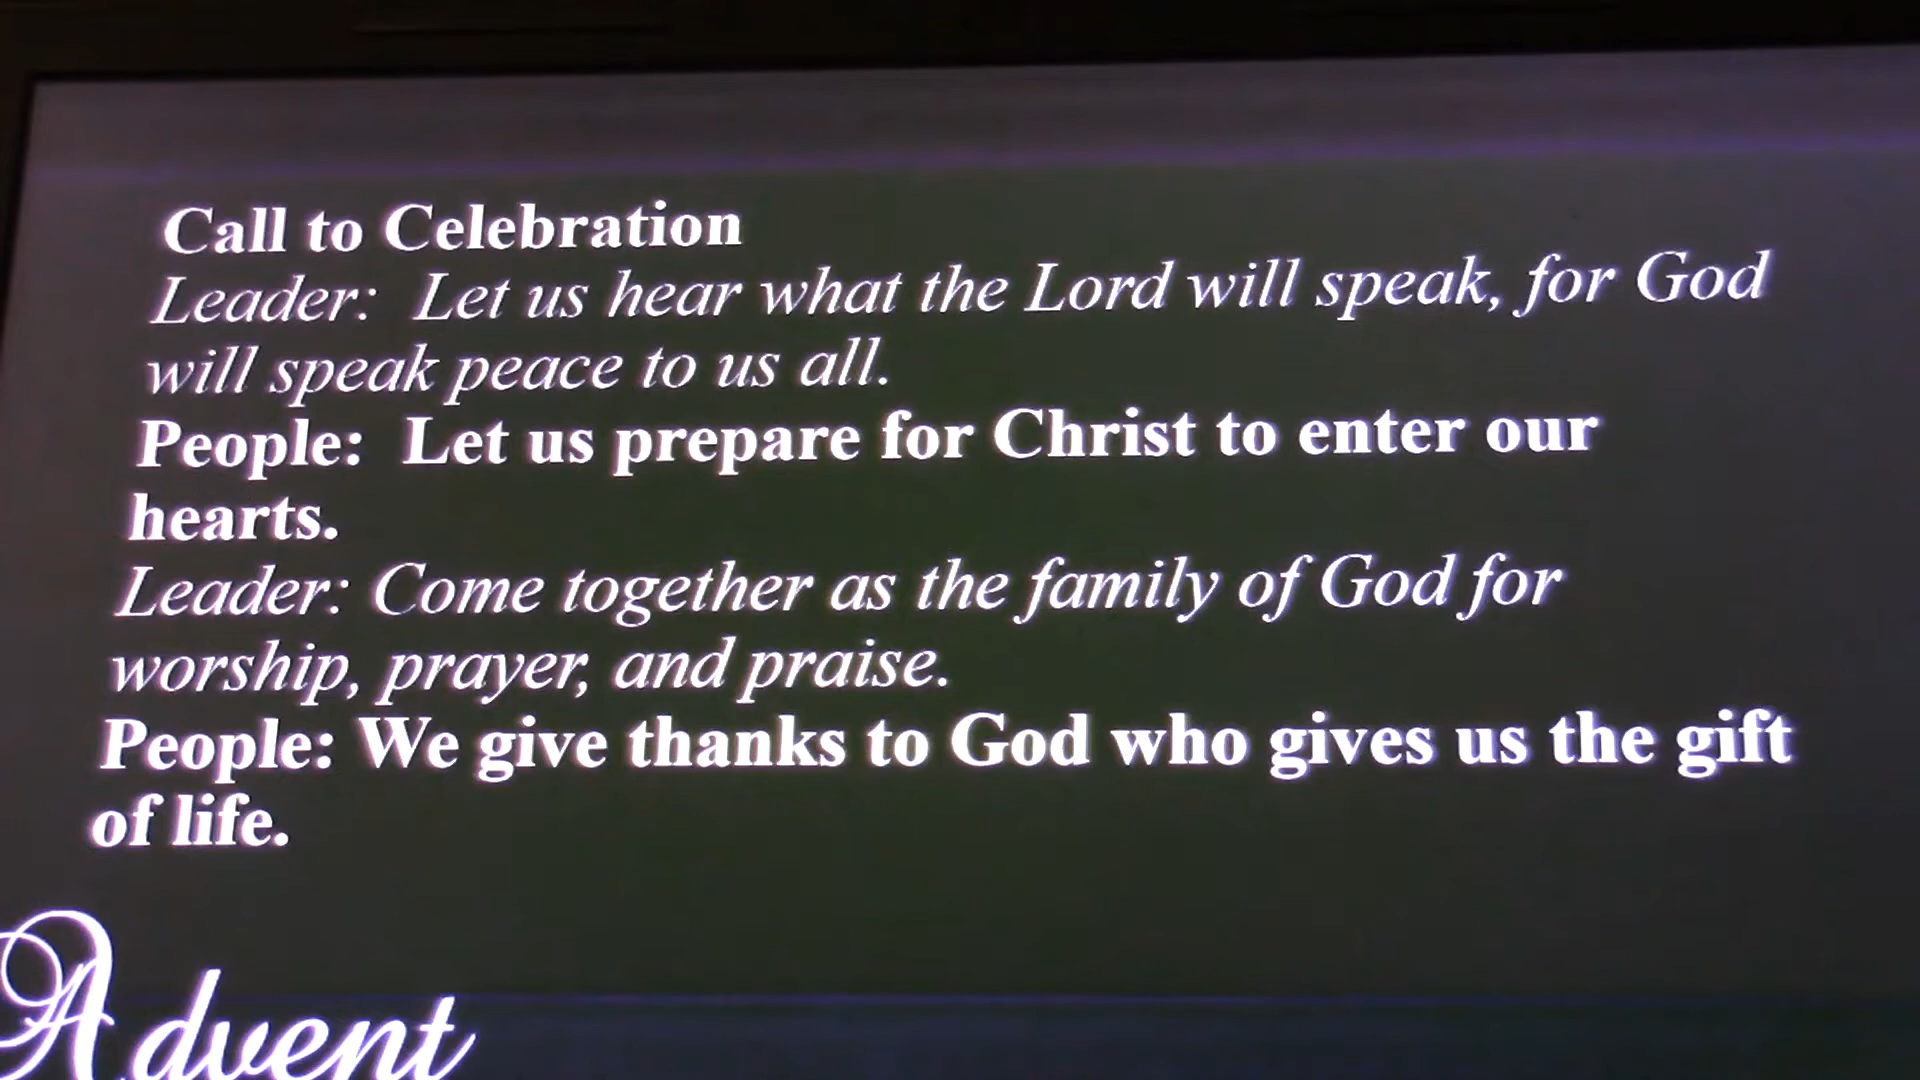 Call to Celebration
Leader:  Let us hear what the Lord will speak, for God
will speak peace to us all.
People:  Let us prepare for Christ to enter our
hearts.
Leader: Come together as the family of God for
worship, prayer, and praise.
People: We give thanks to God who gives us the gift
of life.
Advent